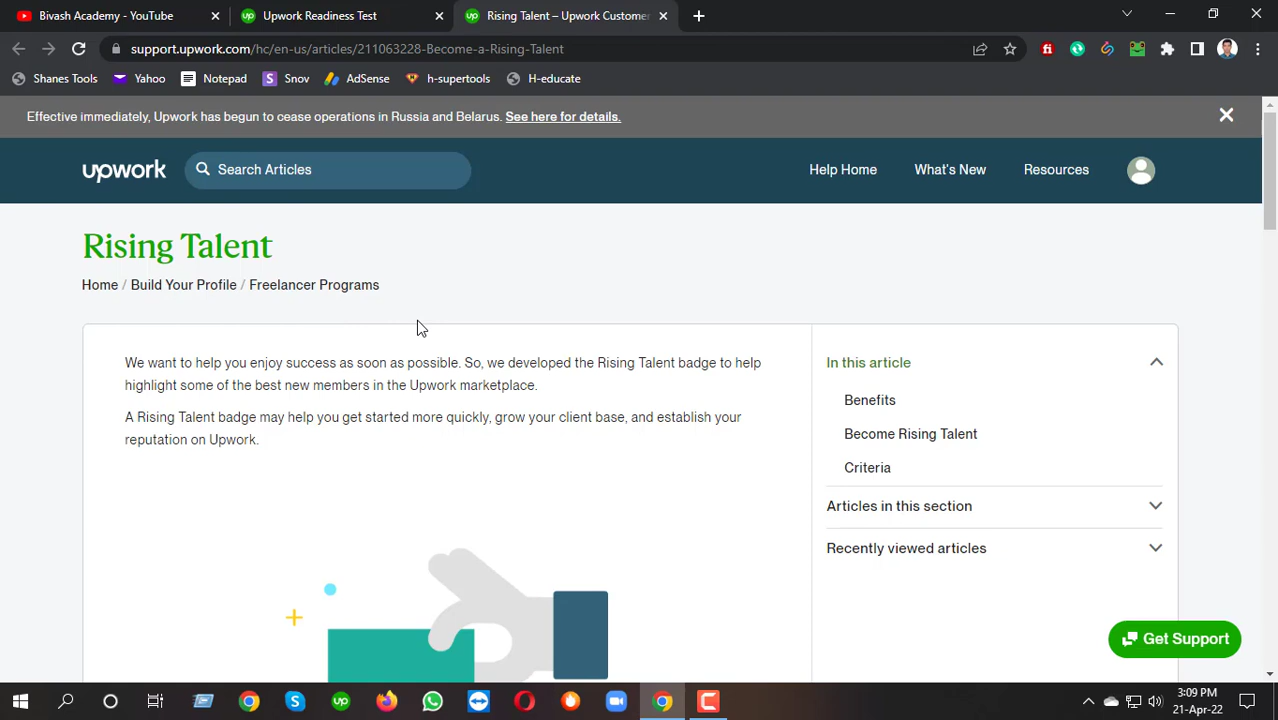 Bivash Academy - YouTube
Upwork Readiness Test
Rising Talent – Upwork Customer
support.upwork.com/hc/en-us/articles/211063228-Become-a-Rising-Talent
Shanes Tools
Yahoo
Notepad
S Snov
AdSense
h-supertools
H-educate
Effective immediately, Upwork has begun to cease operations in Russia and Belarus. See here for details.
upwork
Search Articles
Help Home
What's New
Resources
Rising Talent
Home / Build Your Profile / Freelancer Programs
We want to help you enjoy success as soon as possible. So, we developed the Rising Talent badge to help
highlight some of the best new members in the Upwork marketplace.
A Rising Talent badge may help you get started more quickly, grow your client base, and establish your
reputation on Upwork.
In this article
Benefits
Become Rising Talent
Criteria
Articles in this section
Recently viewed articles
Get Support
3:09 PM
21-Apr-22